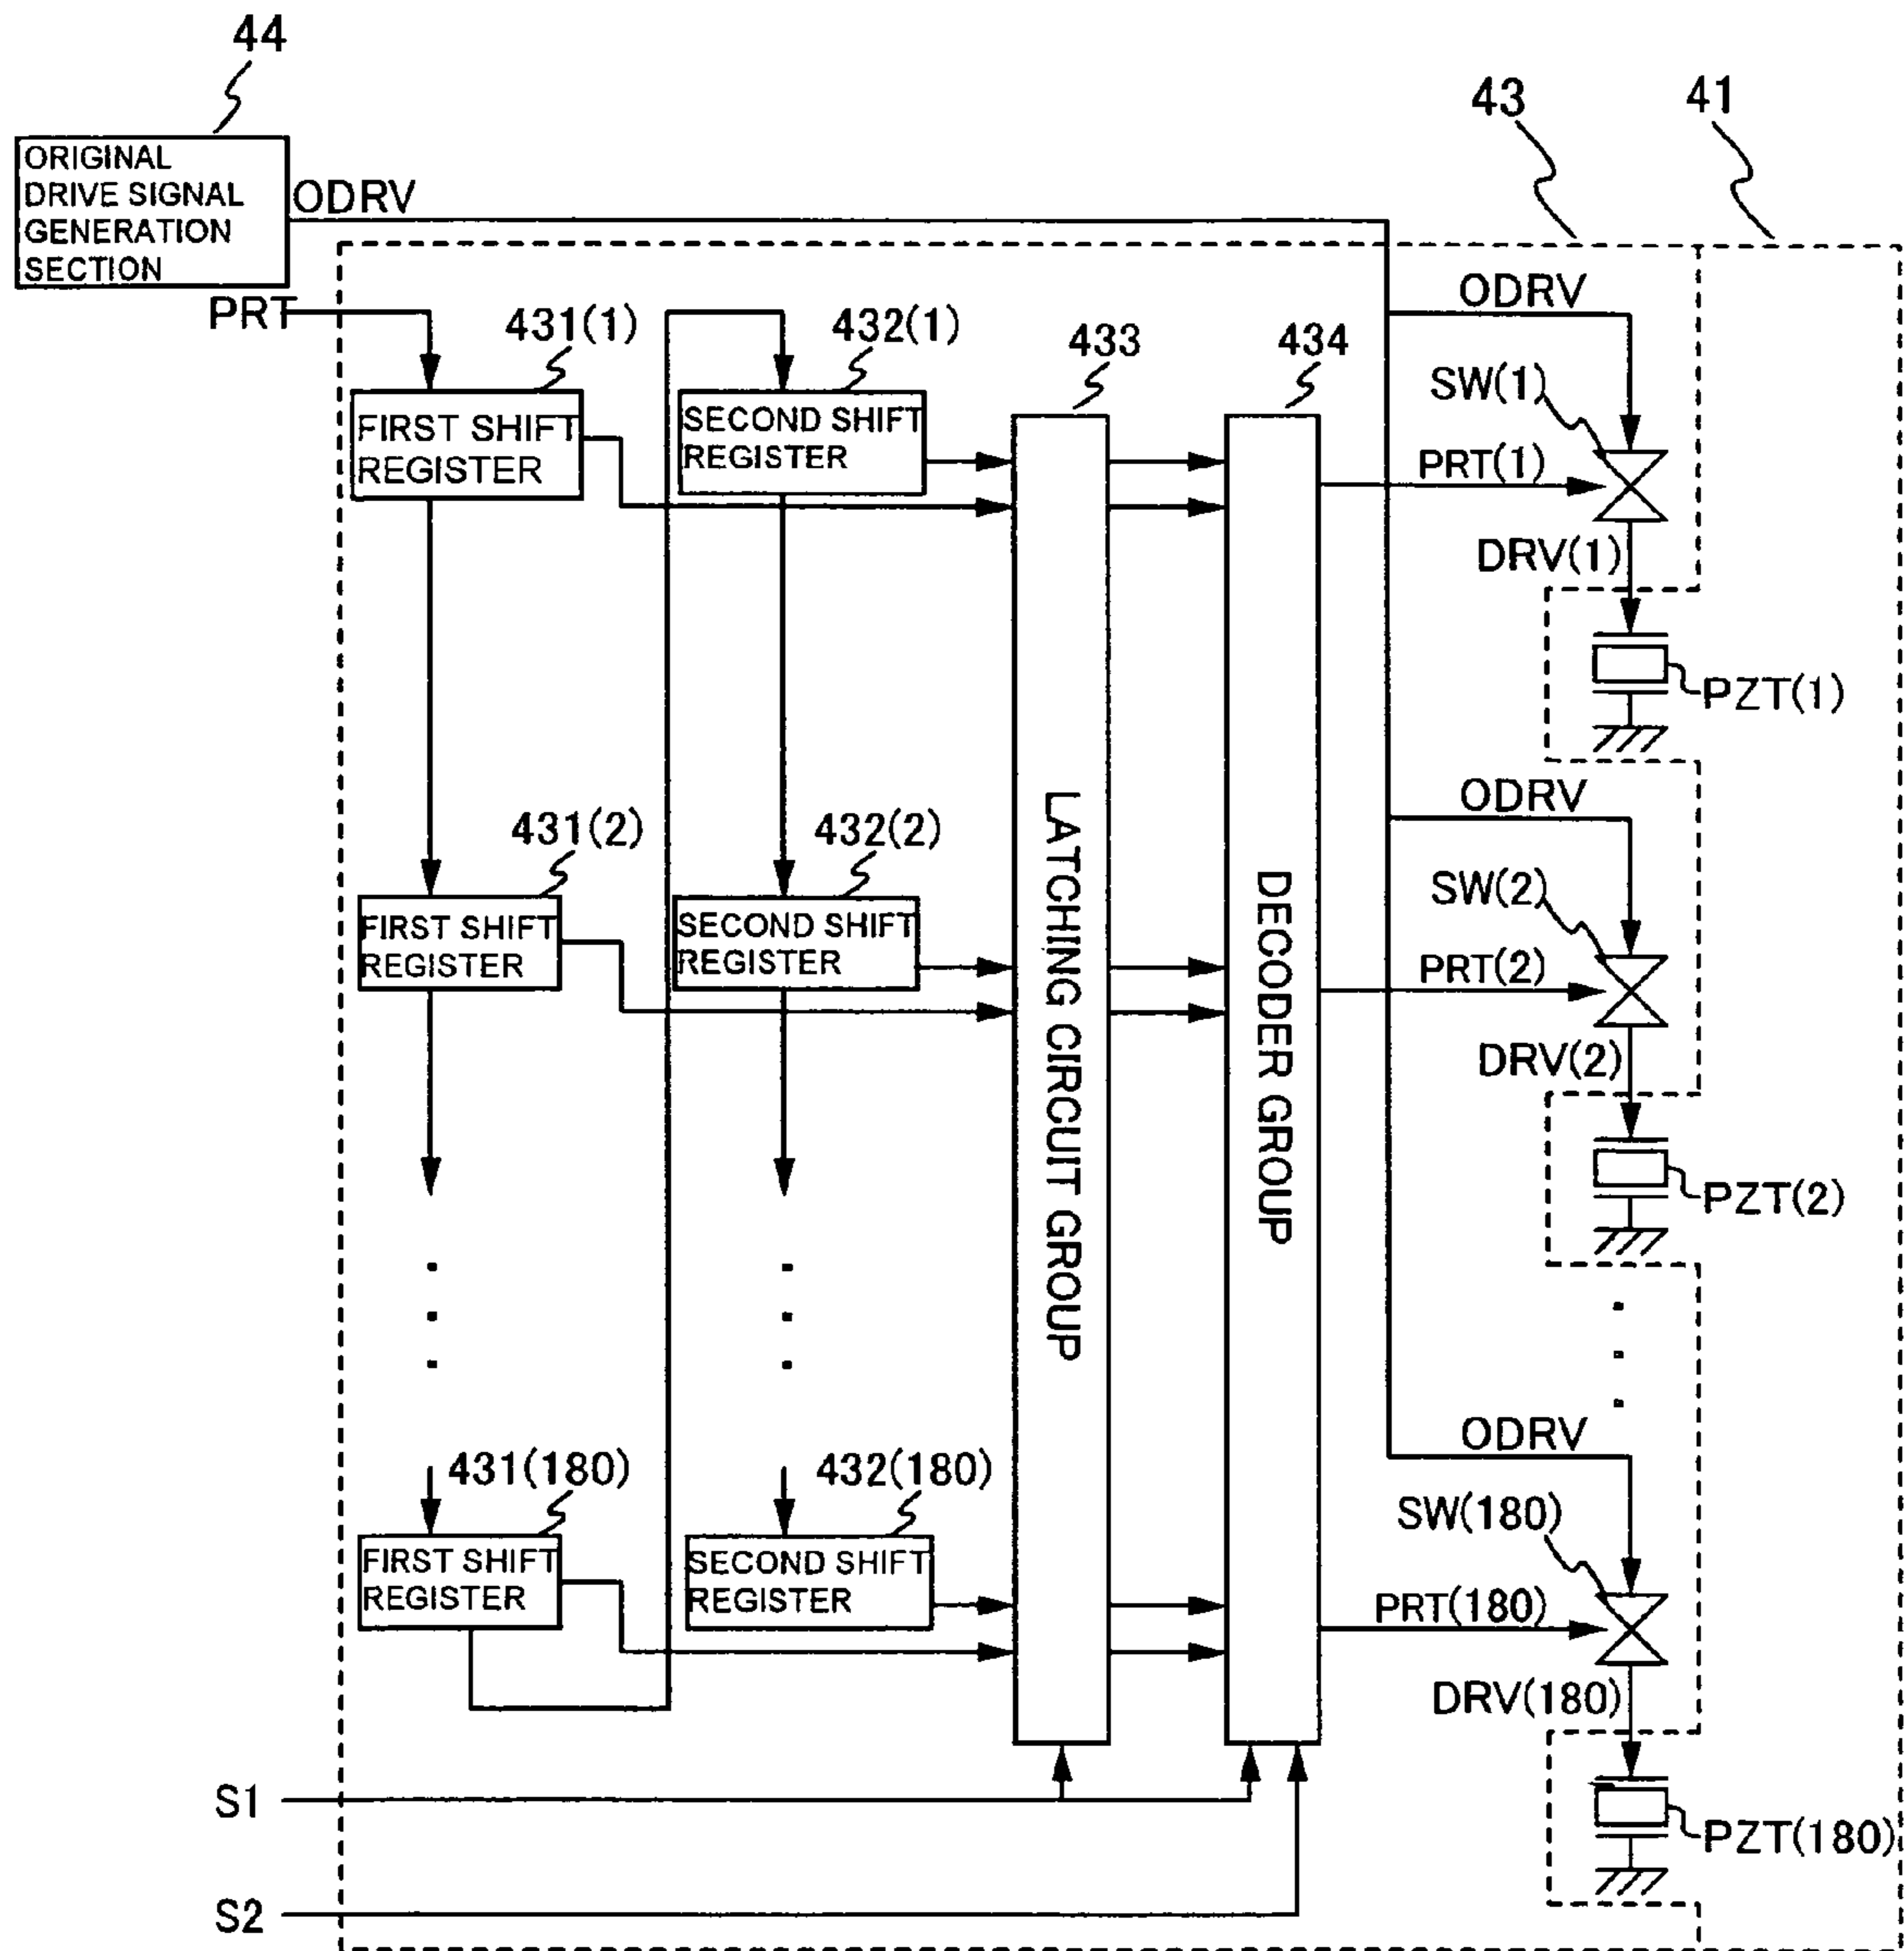 44
43
41
ORIGINAL
DRIVE SIGNAL
GENERATION
SECTION
ODRV
PRT
431(1)
432(1)
433
434
ODRV
SW(1)
FIRST SHIFT
REGISTER
SECOND SHIFT
REGISTER
PRT(1)
DRV(1)
PZT(1)
431(2)
432(2)
LATCHING CIRCUIT GROUP
DECODER GROUP
ODRV
SW(2)
FIRST SHIFT
REGISTER
SECOND SHIFT
REGISTER
PRT(2)
DRV(2)
PZT(2)
431(180)
432(180)
ODRV
SW(180)
FIRST SHIFT
REGISTER
SECOND SHIFT
REGISTER
PRT(180)
DRV(180)
PZT(180)
S1
S2